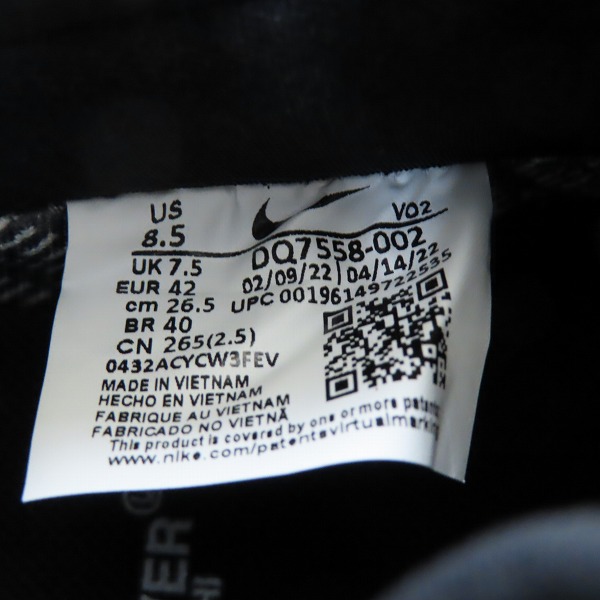 US
8.5
V02
UK 7.5
DQ7558-002
EUR 42
02/09/22 | 04/14/22
cm 26.5
UPC 00196149722535
BR 40
CN 265(2.5)
0432ACYCW3FEV
MADE IN VIETNAM
HECHO EN VIETNAM
FABRIQUE AU VIETNAM
FABRICADO NO VIETNÃ
This product is covered by one or more
www.nike.com/patents